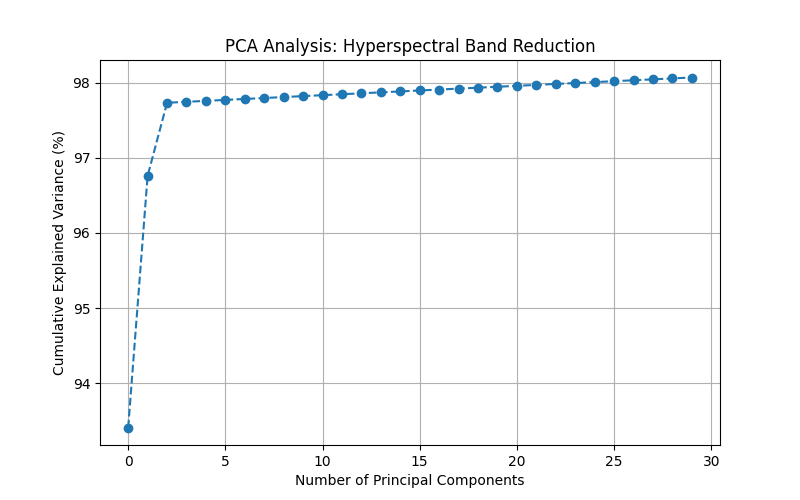 PCA Analysis: Hyperspectral Band Reduction
98
97
96
95
94
Cumulative Explained Variance (%)
0 5 10 15 20 25 30
Number of Principal Components